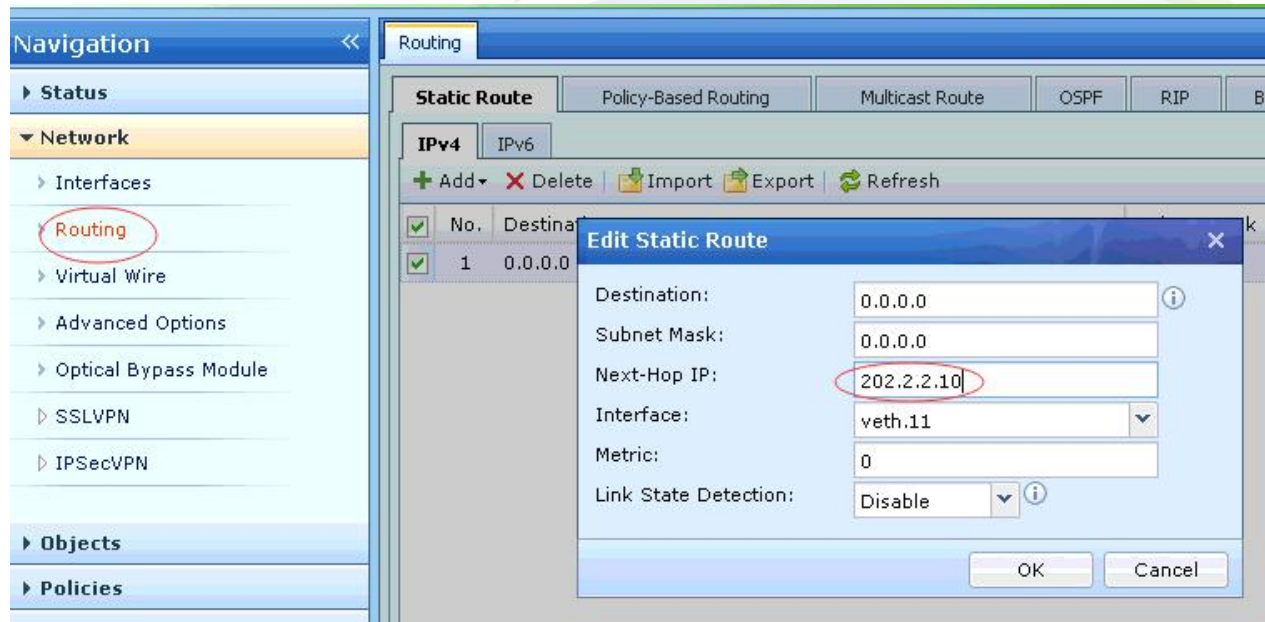 Navigation
Routing
Status
Static Route Policy-Based Routing Multicast Route OSPF RIP B
Network
IPv4 IPv6
Interfaces
Add Delete Import Export Refresh
Routing
No. Destina k
Edit Static Route
1 0.0.0.0
Virtual Wire
Destination: 0.0.0.0
Advanced Options
Subnet Mask: 0.0.0.0
Optical Bypass Module
Next-Hop IP: 202.2.2.10
SSLVPN
Interface: veth.11
IPSecVPN
Metric: 0
Link State Detection: Disable
Objects
OK Cancel
Policies